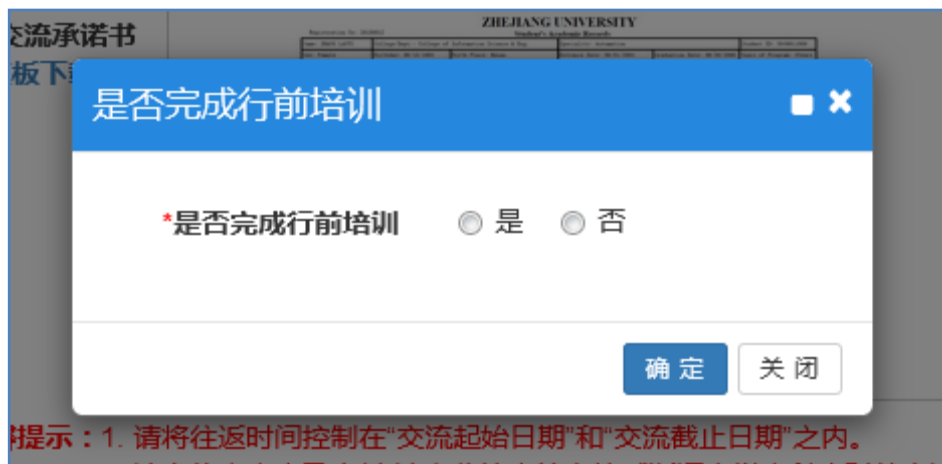 ZHEJIANG UNIVERSITY
Student's Academic Records
交流承诺书
板下
是否完成行前培训
*是否完成行前培训 是 否
确 定 关 闭
提示：1. 请将往返时间控制在“交流起始日期”和“交流截止日期”之内。